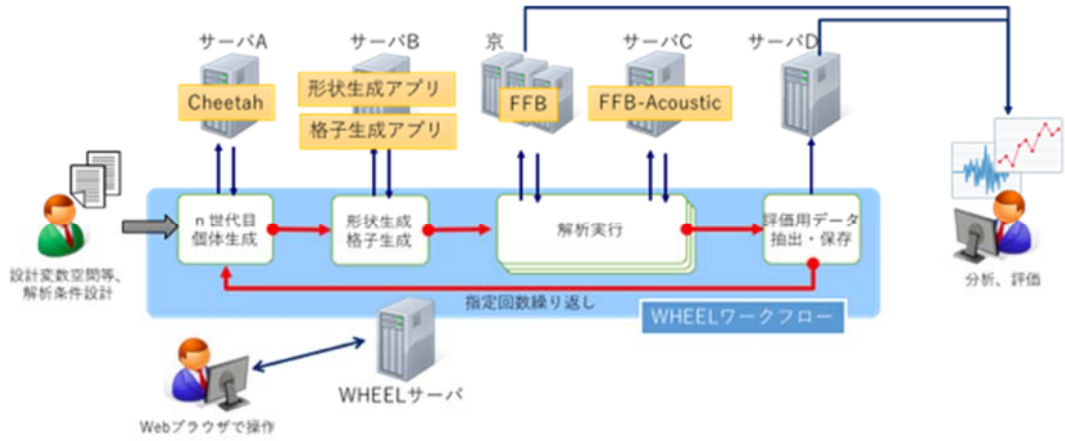 サーバA
サーバB
京
サーバC
サーバD
Cheetah
形状生成アプリ
格子生成アプリ
FFB
FFB-Acoustic
n世代目
個体生成
形状生成
格子生成
解析実行
評価用データ
抽出・保存
設計変数空間等、
解析条件設計
分析、評価
指定回数繰り返し
WHEELワークフロー
WHEELサーバ
Webブラウザで操作